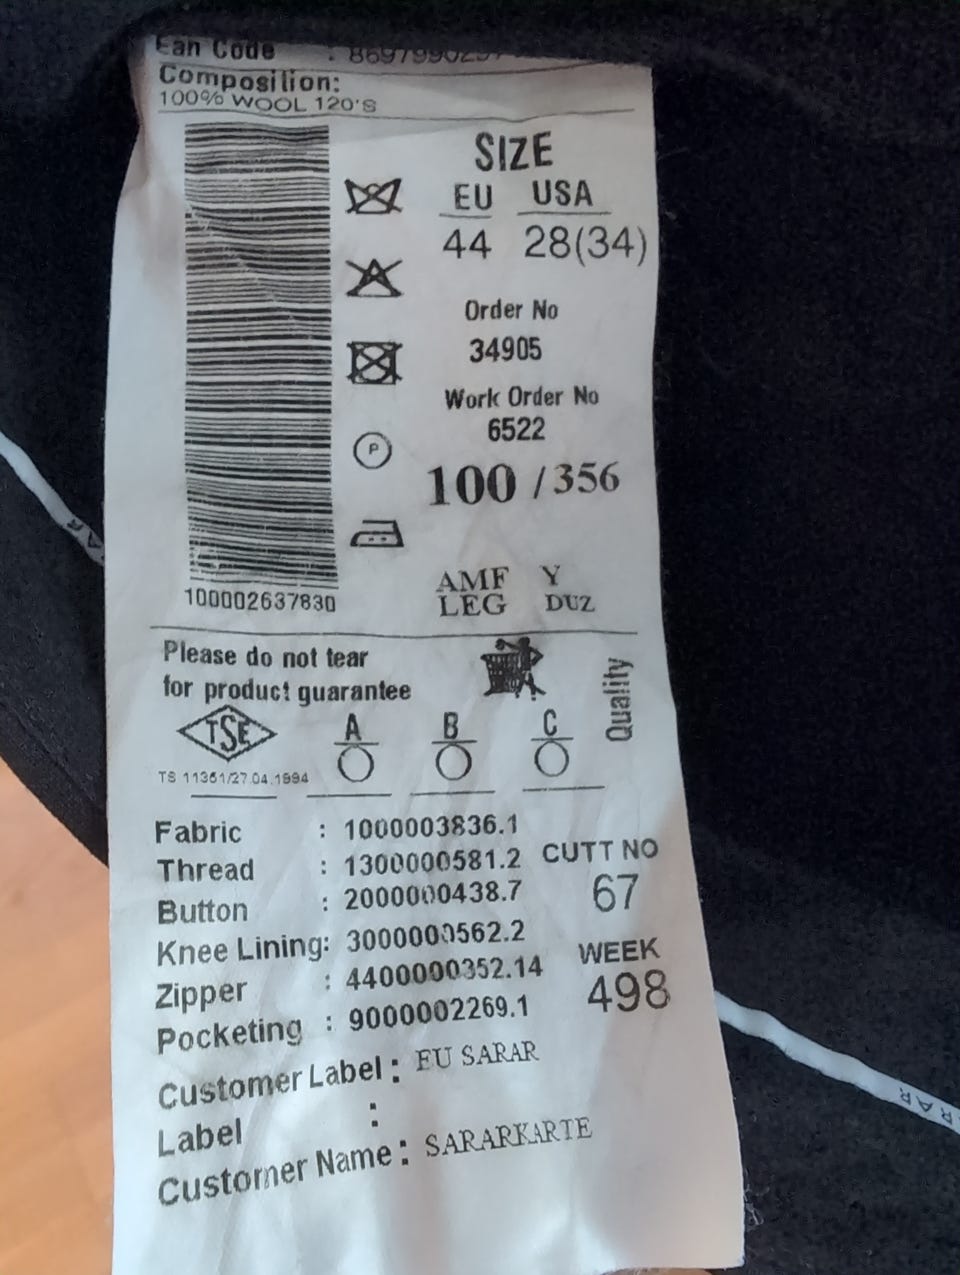 Ean Code :
Composition:
100% WOOL 120'S
SIZE
EU USA
44 28(34)
Order No
34905
Work Order No
6522
P
100 / 356
AMF Y
LEG DUZ
100002637830
Please do not tear
for product guarantee
Quality
TSE
A B C
TS 11351/27.04.1994
Fabric : 1000003836.1
Thread : 1300000581.2
Button : 2000000438.7
Knee Lining: 3000000562.2
Zipper : 4400000352.14
Pocketing : 9000002269.1
CUTT NO
67
WEEK
498
Customer Label : EU SARAR
Label :
Customer Name : SARARKARTE